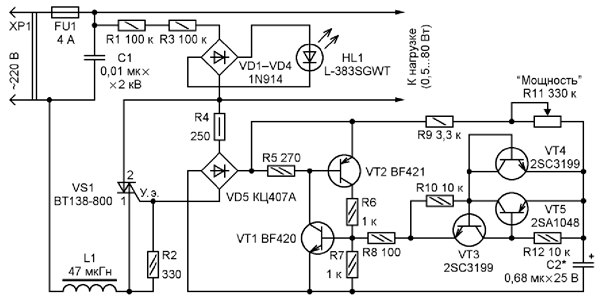 XP1
FU1
4 А
R1 100 к
R3 100 к
C1
0,01 мк×
×2 кВ
VD1–VD4
1N914
HL1
L-383SGWT
К нагрузке
(0,5...80 Вт)
~220 В
R4
250
"Мощность"
R11 330 к
R9 3,3 к
VS1
BT138-800
2
1
У.э.
VD5 КЦ407А
R5 270
VT2 BF421
R6
1 к
R10 10 к
VT4
2SC3199
VT5
2SA1048
VT1 BF420
R7
1 к
R8 100
VT3
2SC3199
R12 10 к
L1
47 мкГн
R2
330
C2*
0,68 мк×25 В
+